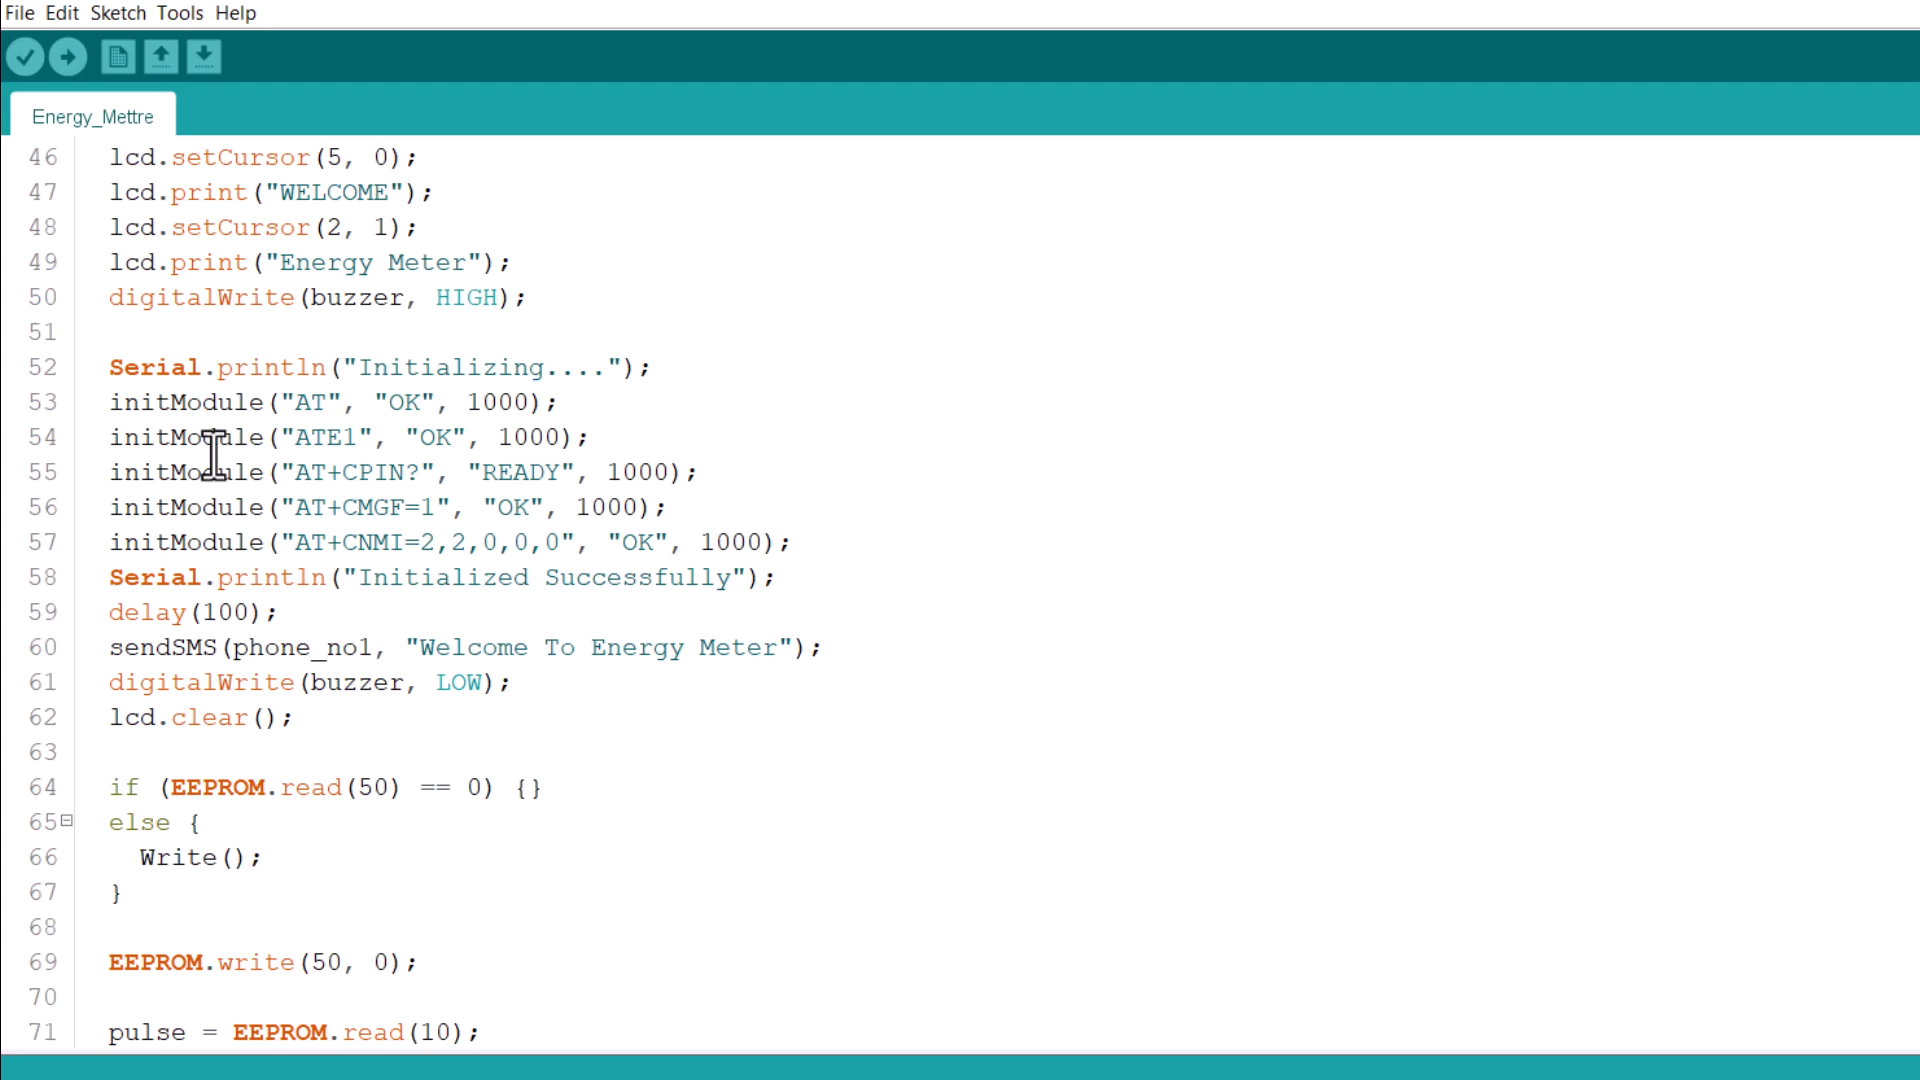 File Edit Sketch Tools Help
Energy_Mettre
46 lcd.setCursor(5, 0);
47 lcd.print("WELCOME");
48 lcd.setCursor(2, 1);
49 lcd.print("Energy Meter");
50 digitalWrite(buzzer, HIGH);
51
52 Serial.println("Initializing....");
53 initModule("AT", "OK", 1000);
54 initModule("ATE1", "OK", 1000);
55 initModule("AT+CPIN?", "READY", 1000);
56 initModule("AT+CMGF=1", "OK", 1000);
57 initModule("AT+CNMI=2,2,0,0,0", "OK", 1000);
58 Serial.println("Initialized Successfully");
59 delay(100);
60 sendSMS(phone_no1, "Welcome To Energy Meter");
61 digitalWrite(buzzer, LOW);
62 lcd.clear();
63
64 if (EEPROM.read(50) == 0) {}
65 else {
66 Write();
67 }
68
69 EEPROM.write(50, 0);
70
71 pulse = EEPROM.read(10);